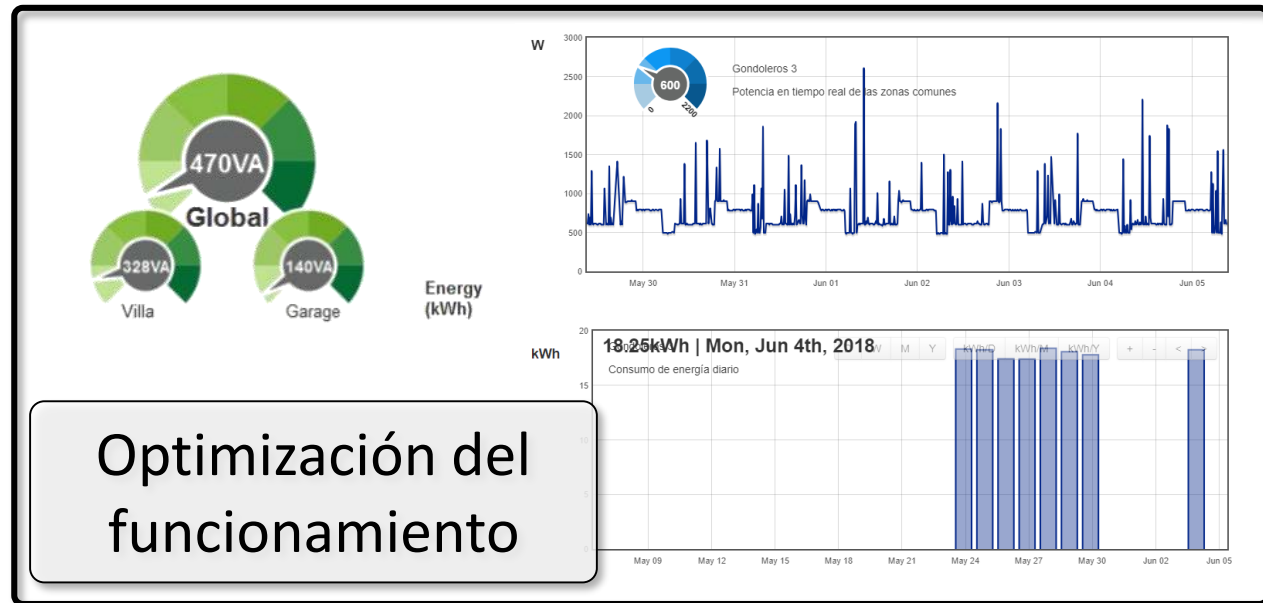 470VA
Global
328VA
Villa
140VA
Garage
Energy
(kWh)
W
3000
2500
2000
1500
1000
500
0
600
0
2200
Gondoleros 3
Potencia en tiempo real de las zonas comunes
May 30
May 31
Jun 01
Jun 02
Jun 03
Jun 04
Jun 05
kWh
20
15
10
5
0
18.25kWh | Mon, Jun 4th, 2018
W M Y kWh/D kWh/M kWh/Y + - < >
Consumo de energía diario
May 09
May 12
May 15
May 18
May 21
May 24
May 27
May 30
Jun 02
Jun 05
Optimización del
funcionamiento